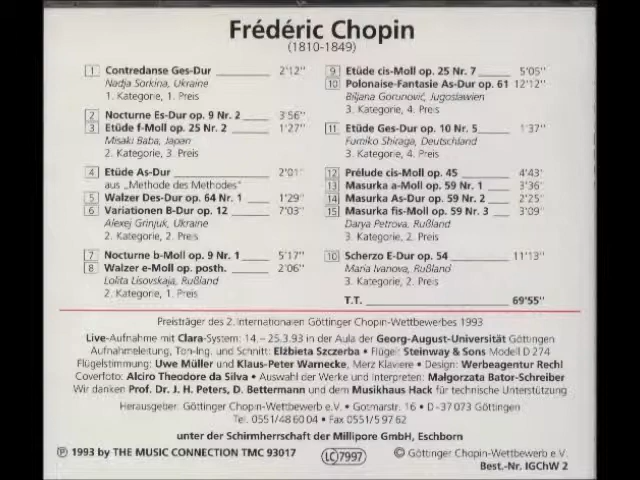 Frédéric Chopin
(1810-1849)
1 Contredanse Ges-Dur 2'12"
Nadja Sorkina, Ukraine
1. Kategorie, 1. Preis
2 Nocturne Es-Dur op. 9 Nr. 2 3'56"
3 Etüde f-Moll op. 25 Nr. 2 1'27"
Misaki Baba, Japan
2. Kategorie, 3. Preis
4 Etüde As-Dur 2'01'
aus „Methode des Methodes"
5 Walzer Des-Dur op. 64 Nr. 1 1'29"
6 Variationen B-Dur op. 12 7'03"
Alexej Grinjuk, Ukraine
2. Kategorie, 2. Preis
7 Nocturne b-Moll op. 9 Nr. 1 5'17"
8 Walzer e-Moll op. posth. 2'06"
Lolita Lisovskaja, Rußland
2. Kategorie, 1. Preis
9 Etüde cis-Moll op. 25 Nr. 7 5'05"
10 Polonaise-Fantasie As-Dur op. 61 12'12"
Biljana Gorunović, Jugoslawien
3. Kategorie, 4. Preis
11 Etüde Ges-Dur op. 10 Nr. 5 1'37"
Fumiko Shiraga, Deutschland
3. Kategorie, 4. Preis
12 Prélude cis-Moll op. 45 4'43'
13 Masurka a-Moll op. 59 Nr. 1 3'36"
14 Masurka As-Dur op. 59 Nr. 2 2'25"
15 Masurka fis-Moll op. 59 Nr. 3 3'09"
Darya Petrova, Rußland
3. Kategorie, 2. Preis
10 Scherzo E-Dur op. 54 11'13"
Maria Ivanova, Rußland
3. Kategorie, 2. Preis
T.T. 69'55"
Preisträger des 2. Internationalen Göttinger Chopin-Wettbewerbes 1993
Live-Aufnahme mit Clara-System: 14. – 25.3.93 in der Aula der Georg-August-Universität Göttingen
Aufnahmeleitung, Ton-Ing. und Schnitt: Elżbieta Szczerba • Flügel: Steinway & Sons Modell D 274
Flügelstimmung: Uwe Müller und Klaus-Peter Warnecke, Merz Klaviere • Design: Werbeagentur Rechl
Coverfoto: Alciro Theodore da Silva • Auswahl der Werke und Interpreten: Małgorzata Bator-Schreiber
Wir danken Prof. Dr. J. H. Peters, D. Bettermann und dem Musikhaus Hack für technische Unterstützung
Herausgeber: Göttinger Chopin-Wettbewerb e.V. • Gotmarstr. 16 • D-37 073 Göttingen
Tel. 05 51/48 60 04 • Fax 05 51/5 97 62
unter der Schirmherrschaft der Millipore GmbH, Eschborn
℗ 1993 by THE MUSIC CONNECTION TMC 93017
LC 7997
© Göttinger Chopin-Wettbewerb e.V.
Best.-Nr. IGChW 2